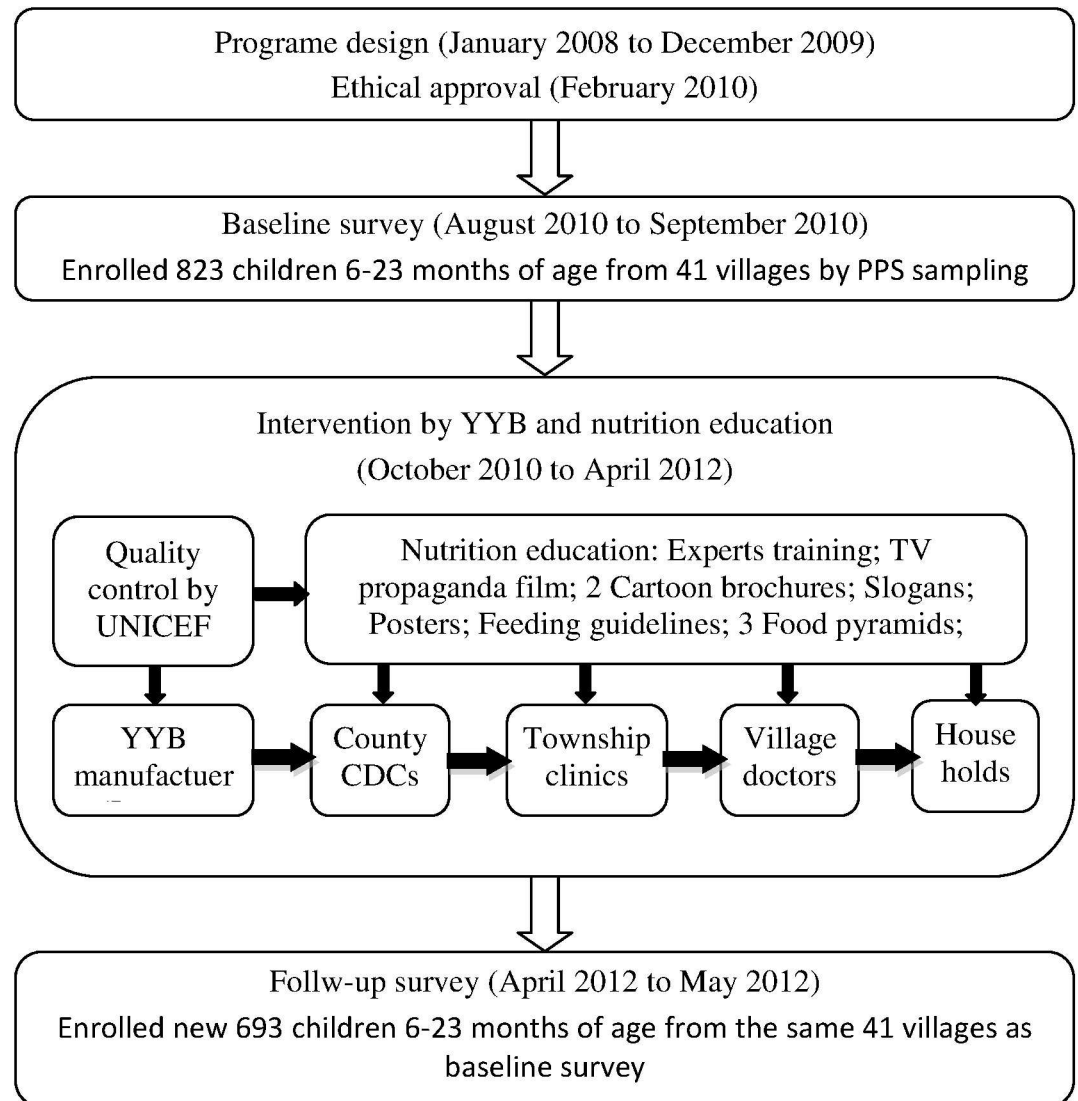 Programe design (January 2008 to December 2009)
Ethical approval (February 2010)
Baseline survey (August 2010 to September 2010)
Enrolled 823 children 6-23 months of age from 41 villages by PPS sampling
Intervention by YYB and nutrition education
(October 2010 to April 2012)
Quality
control by
UNICEF
Nutrition education: Experts training; TV
propaganda film; 2 Cartoon brochures; Slogans;
Posters; Feeding guidelines; 3 Food pyramids;
YYB
manufactuer
County
CDCs
Township
clinics
Village
doctors
House
holds
Follw-up survey (April 2012 to May 2012)
Enrolled new 693 children 6-23 months of age from the same 41 villages as
baseline survey